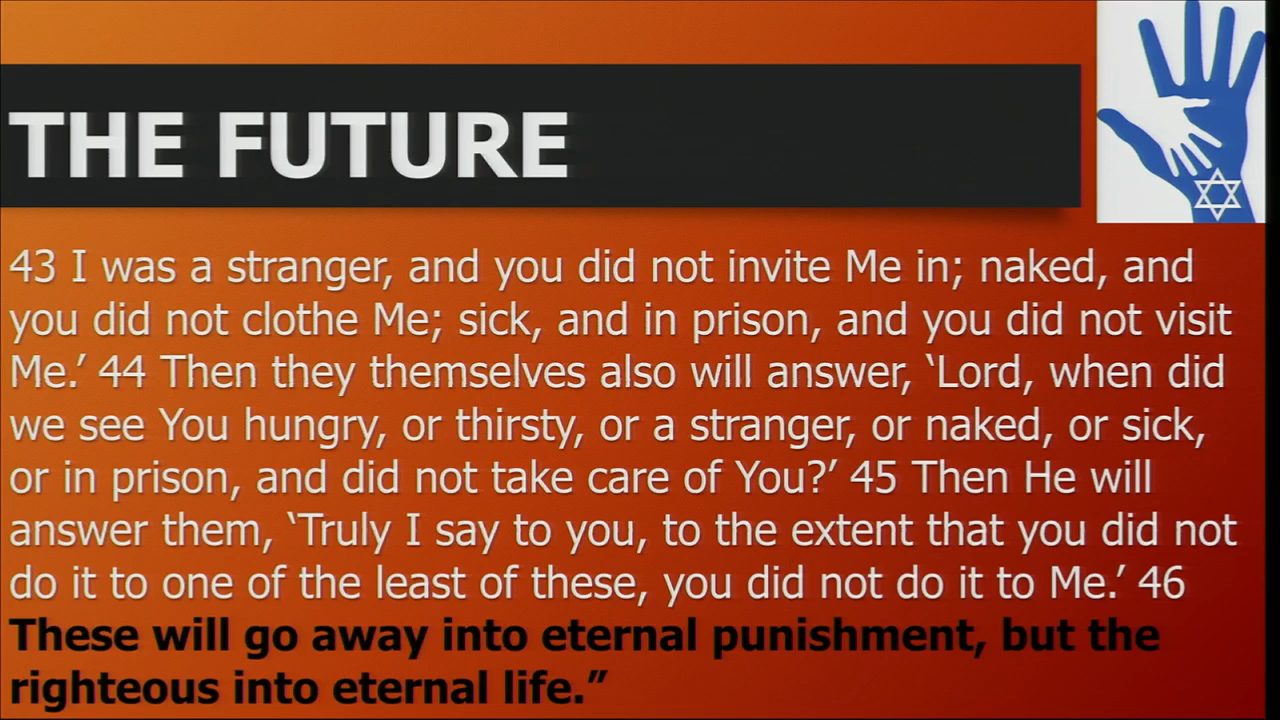 THE FUTURE
43 I was a stranger, and you did not invite Me in; naked, and
you did not clothe Me; sick, and in prison, and you did not visit
Me.’ 44 Then they themselves also will answer, ‘Lord, when did
we see You hungry, or thirsty, or a stranger, or naked, or sick,
or in prison, and did not take care of You?’ 45 Then He will
answer them, ‘Truly I say to you, to the extent that you did not
do it to one of the least of these, you did not do it to Me.’ 46
These will go away into eternal punishment, but the
righteous into eternal life.”